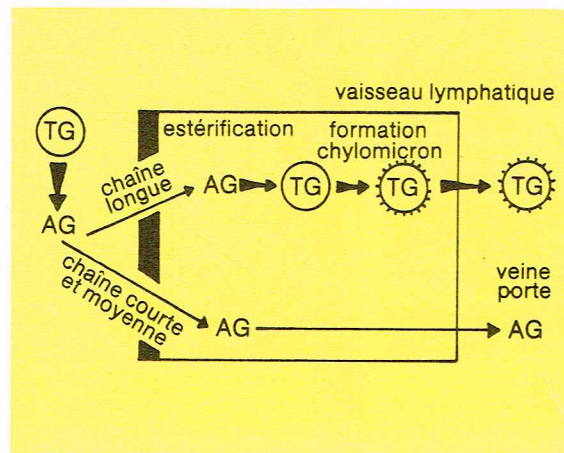 vaisseau lymphatique
estérification
formation
chylomicron
TG
chaîne
longue
AG
TG
TG
TG
AG
chaîne courte
et moyenne
AG
veine
porte
AG